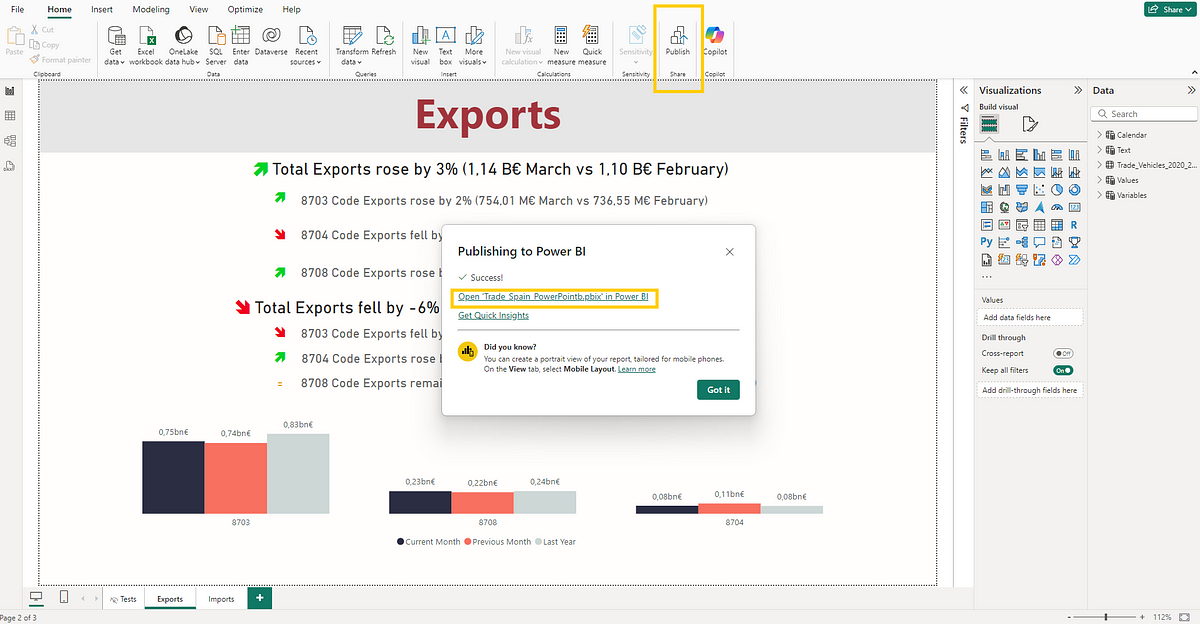 File Home Insert Modeling View Optimize Help
Share
Paste
Cut
Copy
Format painter
Clipboard
Get data
Excel workbook
OneLake data hub
SQL Server
Enter data
Dataverse
Recent sources
Data
Transform data
Refresh
Queries
New visual
Text box
More visuals
Insert
New visual calculation
New measure
Quick measure
Calculations
Sensitivity
Sensitivity
Publish
Share
Copilot
Copilot
Exports
Total Exports rose by 3% (1,14 B€ March vs 1,10 B€ February)
8703 Code Exports rose by 2% (754,01 M€ March vs 736,55 M€ February)
8704 Code Exports fell by
8708 Code Exports rose b
Total Exports fell by -6%
8703 Code Exports fell by
8704 Code Exports rose b
8708 Code Exports remai
Publishing to Power BI
Success!
Open 'Trade_Spain_PowerPointb.pbix' in Power BI
Get Quick Insights
Did you know?
You can create a portrait view of your report, tailored for mobile phones.
On the View tab, select Mobile Layout. Learn more
Got it
0,75bn€ 0,74bn€ 0,83bn€
8703
0,23bn€ 0,22bn€ 0,24bn€
8708
0,08bn€ 0,11bn€ 0,08bn€
8704
Current Month Previous Month Last Year
Filters
Visualizations
Build visual
R
Py
Values
Add data fields here
Drill through
Cross-report Off
Keep all filters On
Add drill-through fields here
Data
Search
Calendar
Text
Trade_Vehicles_2020_2...
Values
Variables
Tests Exports Imports +
Page 2 of 3
- + 112%